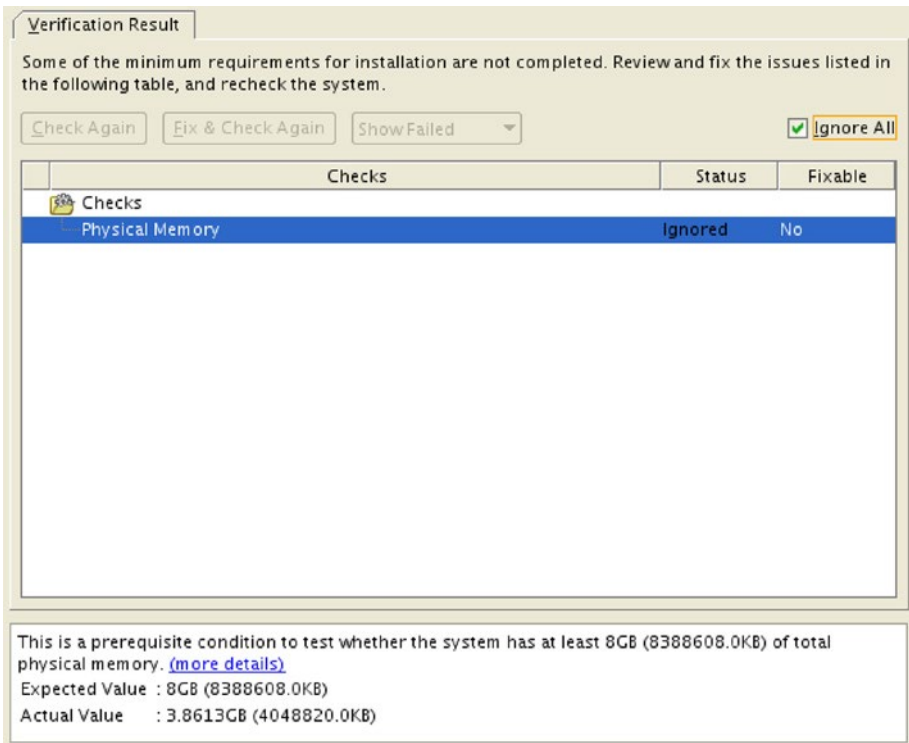 Verification Result
Some of the minimum requirements for installation are not completed. Review and fix the issues listed in
the following table, and recheck the system.
Check Again Fix & Check Again Show Failed Ignore All
Checks Status Fixable
Checks
Physical Memory Ignored No
This is a prerequisite condition to test whether the system has at least 8GB (8388608.0KB) of total
physical memory. (more details)
Expected Value : 8GB (8388608.0KB)
Actual Value : 3.8613GB (4048820.0KB)